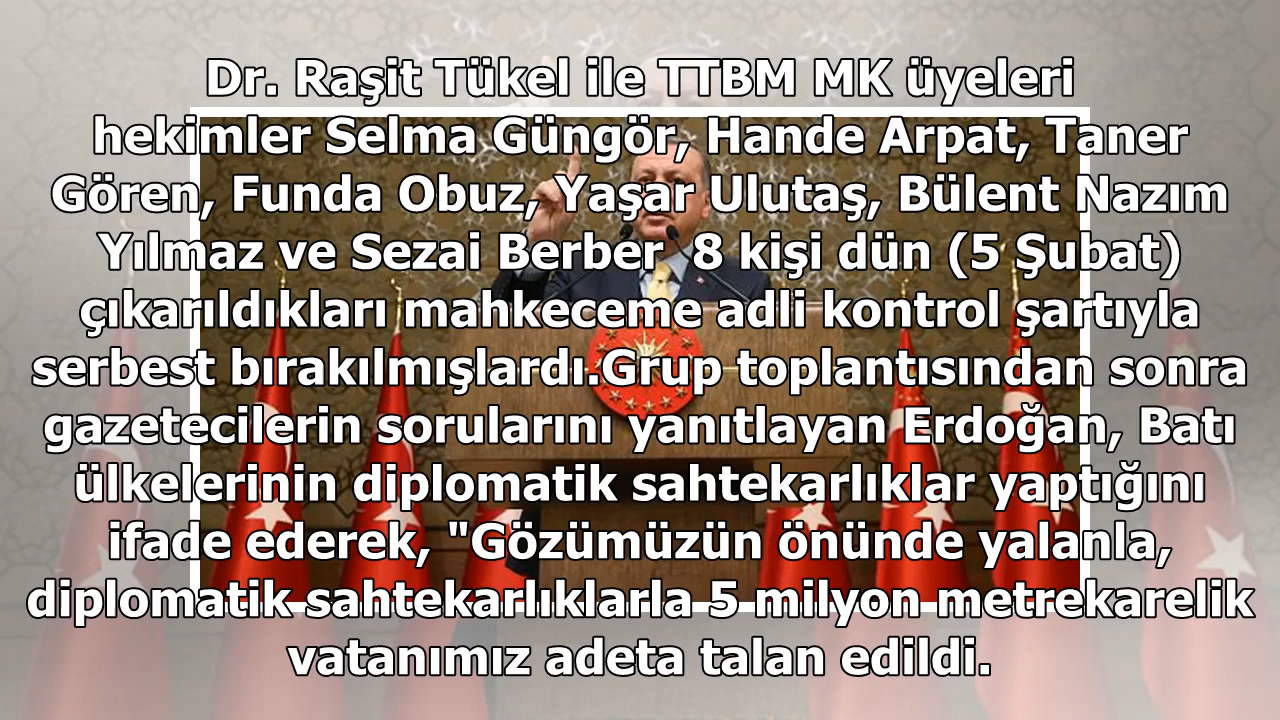 Dr. Raşit Tükel ile TTBM MK üyeleri
hekimler Selma Güngör, Hande Arpat, Taner
Gören, Funda Obuz, Yaşar Ulutaş, Bülent Nazım
Yılmaz ve Sezai Berber  8 kişi dün (5 Şubat)
çıkarıldıkları mahkeceme adli kontrol şartıyla
serbest bırakılmışlardı.Grup toplantısından sonra
gazetecilerin sorularını yanıtlayan Erdoğan, Batı
ülkelerinin diplomatik sahtekarlıklar yaptığını
ifade ederek, "Gözümüzün önünde yalanla,
diplomatik sahtekarlıklarla 5 milyon metrekarelik
vatanımız adeta talan edildi.